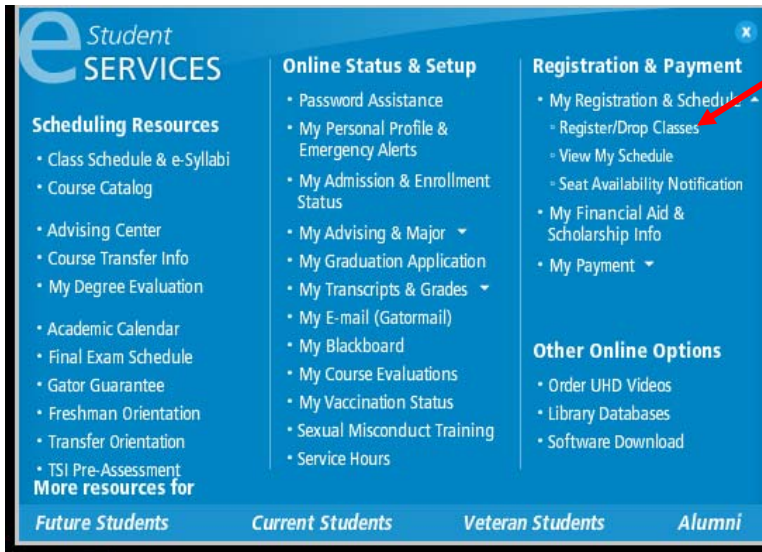 eStudent
SERVICES
Scheduling Resources
• Class Schedule & e-Syllabi
• Course Catalog
• Advising Center
• Course Transfer Info
• My Degree Evaluation
• Academic Calendar
• Final Exam Schedule
• Gator Guarantee
• Freshman Orientation
• Transfer Orientation
• TSI Pre-Assessment
Online Status & Setup
• Password Assistance
• My Personal Profile &
Emergency Alerts
• My Admission & Enrollment
Status
• My Advising & Major
• My Graduation Application
• My Transcripts & Grades
• My E-mail (Gatormail)
• My Blackboard
• My Course Evaluations
• My Vaccination Status
• Sexual Misconduct Training
• Service Hours
x
Registration & Payment
• My Registration & Schedule
▫ Register/Drop Classes
▫ View My Schedule
▫ Seat Availability Notification
• My Financial Aid &
Scholarship Info
• My Payment
Other Online Options
• Order UHD Videos
• Library Databases
• Software Download
More resources for
Future Students
Current Students
Veteran Students
Alumni